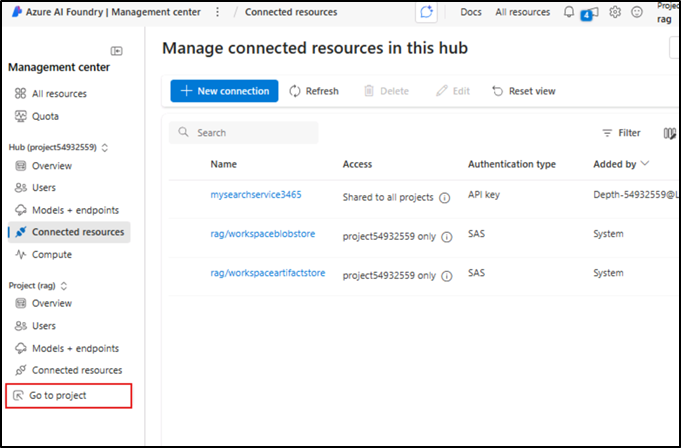 Azure AI Foundry | Management center / Connected resources Docs All resources 4 Project
rag
Management center
All resources
Quota
Hub (project54932559)
Overview
Users
Models + endpoints
Connected resources
Compute
Project (rag)
Overview
Users
Models + endpoints
Connected resources
Go to project
Manage connected resources in this hub
New connection Refresh Delete Edit Reset view
Search Filter
Name Access Authentication type Added by
mysearchservice3465 Shared to all projects API key Depth-54932559@L
rag/workspaceblobstore project54932559 only SAS System
rag/workspaceartifactstore project54932559 only SAS System